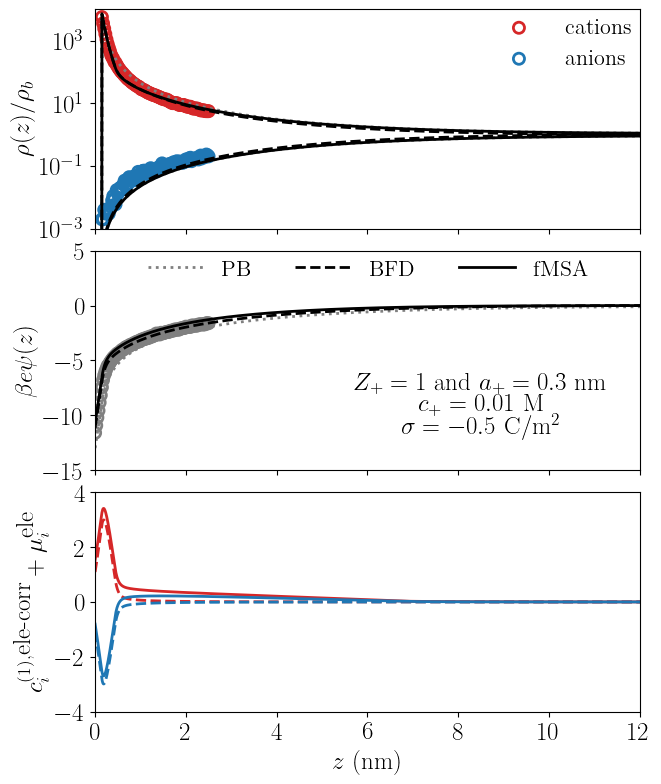 10³
10¹
10⁻¹
10⁻³
ρ(z)/ρ_b
cations
anions
5
0
−5
−10
−15
βeψ(z)
PB BFD fMSA
Z₊ = 1 and a₊ = 0.3 nm
c₊ = 0.01 M
σ = −0.5 C/m²
4
2
0
−2
−4
c_i^{(1),ele-corr} + μ_i^{ele}
0 2 4 6 8 10 12
z (nm)